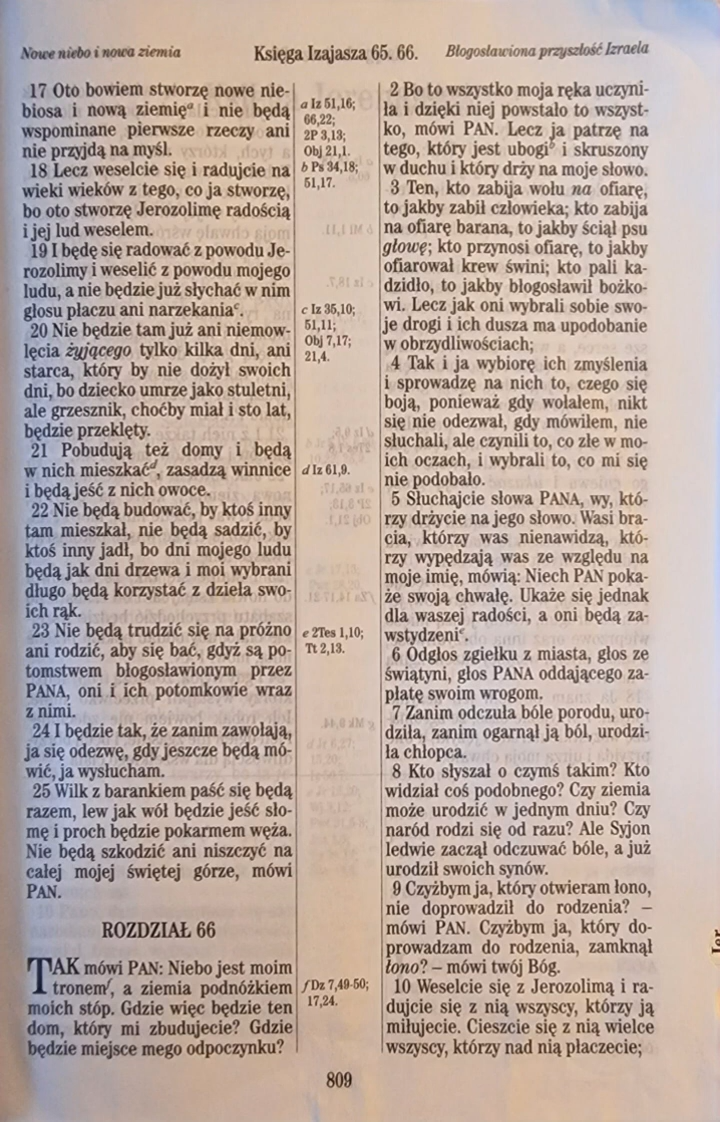 Nowe niebo i nowa ziemia
Księga Izajasza 65. 66.
Błogosławiona przyszłość Izraela
17 Oto bowiem stworzę nowe nie-
biosa i nową ziemięᵃ i nie będą
wspominane pierwsze rzeczy ani
nie przyjdą na myśl.
18 Lecz weselcie się i radujcie na
wieki wieków z tego, co ja stworzę,
bo oto stworzę Jerozolimę radością
i jej lud weselem.
19 I będę się radować z powodu Je-
rozolimy i weselić z powodu mojego
ludu, a nie będzie już słychać w nim
głosu płaczu ani narzekaniaᶜ.
20 Nie będzie tam już ani niemow-
lęcia żyjącego tylko kilka dni, ani
starca, który by nie dożył swoich
dni, bo dziecko umrze jako stuletni,
ale grzesznik, choćby miał i sto lat,
będzie przeklęty.
21 Pobudują też domy i będą
w nich mieszkaćᵈ, zasadzą winnice
i będą jeść z nich owoce.
22 Nie będą budować, by ktoś inny
tam mieszkał, nie będą sadzić, by
ktoś inny jadł, bo dni mojego ludu
będą jak dni drzewa i moi wybrani
długo będą korzystać z dzieła swo-
ich rąk.
23 Nie będą trudzić się na próżno
ani rodzić, aby się bać, gdyż są po-
tomstwem błogosławionym przez
PANA, oni i ich potomkowie wraz
z nimi.
24 I będzie tak, że zanim zawołają,
ja się odezwę, gdy jeszcze będą mó-
wić, ja wysłucham.
25 Wilk z barankiem paść się będą
razem, lew jak wół będzie jeść sło-
mę i proch będzie pokarmem węża.
Nie będą szkodzić ani niszczyć na
całej mojej świętej górze, mówi
PAN.
ROZDZIAŁ 66
TAK mówi PAN: Niebo jest moim
tronemᶠ, a ziemia podnóżkiem
moich stóp. Gdzie więc będzie ten
dom, który mi zbudujecie? Gdzie
będzie miejsce mego odpoczynku?
a Iz 51,16;
66,22;
2P 3,13;
Obj 21,1.
b Ps 34,18;
51,17.
c Iz 35,10;
51,11;
Obj 7,17;
21,4.
d Iz 61,9.
e 2Tes 1,10;
Tt 2,13.
f Dz 7,49-50;
17,24.
2 Bo to wszystko moja ręka uczyni-
ła i dzięki niej powstało to wszyst-
ko, mówi PAN. Lecz ja patrzę na
tego, który jest ubogiᵇ i skruszony
w duchu i który drży na moje słowo.
3 Ten, kto zabija wołu na ofiarę,
to jakby zabił człowieka; kto zabija
na ofiarę barana, to jakby ściął psu
głowę; kto przynosi ofiarę, to jakby
ofiarował krew świni; kto pali ka-
dzidło, to jakby błogosławił bożko-
wi. Lecz jak oni wybrali sobie swo-
je drogi i ich dusza ma upodobanie
w obrzydliwościach;
4 Tak i ja wybiorę ich zmyślenia
i sprowadzę na nich to, czego się
boją, ponieważ gdy wołałem, nikt
się nie odezwał, gdy mówiłem, nie
słuchali, ale czynili to, co złe w mo-
ich oczach, i wybrali to, co mi się
nie podobało.
5 Słuchajcie słowa PANA, wy, któ-
rzy drżycie na jego słowo. Wasi bra-
cia, którzy was nienawidzą, któ-
rzy wypędzają was ze względu na
moje imię, mówią: Niech PAN poka-
że swoją chwałę. Ukaże się jednak
dla waszej radości, a oni będą za-
wstydzeniᵉ.
6 Odgłos zgiełku z miasta, głos ze
świątyni, głos PANA oddającego za-
płatę swoim wrogom.
7 Zanim odczuła bóle porodu, uro-
dziła, zanim ogarnął ją ból, urodzi-
ła chłopca.
8 Kto słyszał o czymś takim? Kto
widział coś podobnego? Czy ziemia
może urodzić w jednym dniu? Czy
naród rodzi się od razu? Ale Syjon
ledwie zaczął odczuwać bóle, a już
urodził swoich synów.
9 Czyżbym ja, który otwieram łono,
nie doprowadził do rodzenia? –
mówi PAN. Czyżbym ja, który do-
prowadzam do rodzenia, zamknął
łono? – mówi twój Bóg.
10 Weselcie się z Jerozolimą i ra-
dujcie się z nią wszyscy, którzy ją
miłujecie. Cieszcie się z nią wielce
wszyscy, którzy nad nią płaczecie;
809